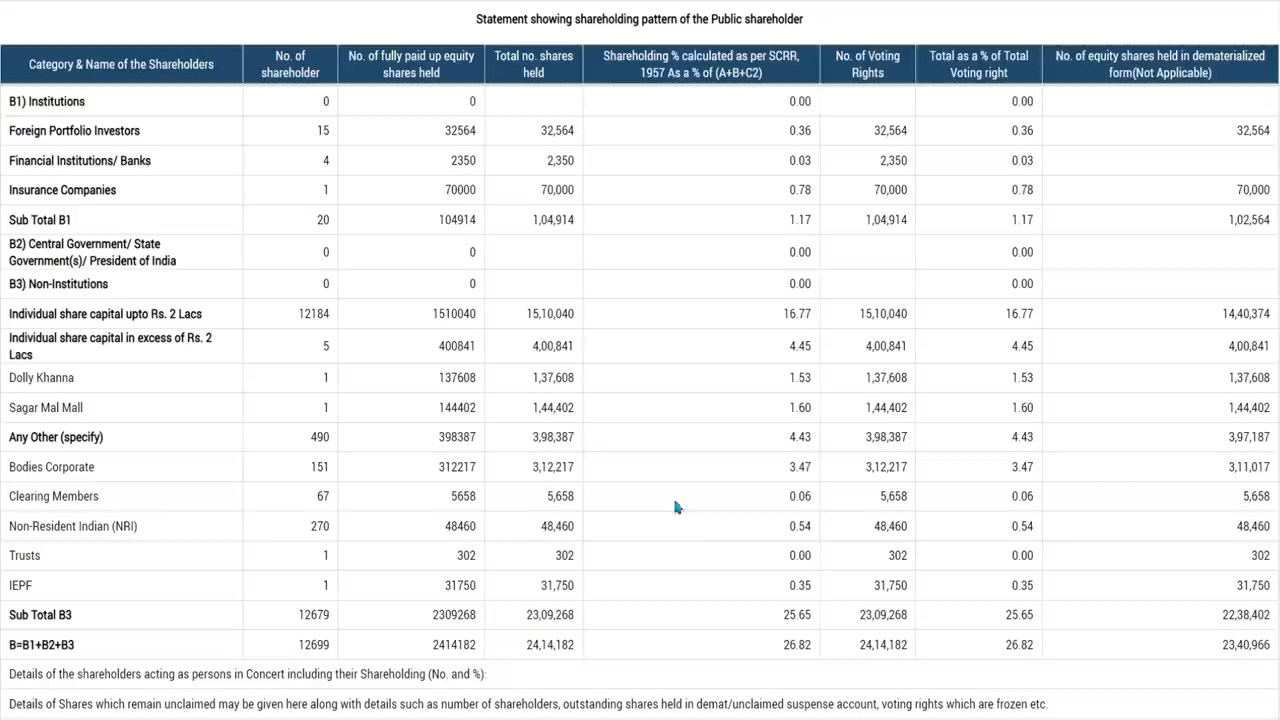 Statement showing shareholding pattern of the Public shareholder
Category & Name of the Shareholders No. of shareholder No. of fully paid up equity shares held Total no. shares held Shareholding % calculated as per SCRR, 1957 As a % of (A+B+C2) No. of Voting Rights Total as a % of Total Voting right No. of equity shares held in dematerialized form(Not Applicable)
B1) Institutions 0 0 0.00 0.00
Foreign Portfolio Investors 15 32564 32,564 0.36 32,564 0.36 32,564
Financial Institutions/ Banks 4 2350 2,350 0.03 2,350 0.03
Insurance Companies 1 70000 70,000 0.78 70,000 0.78 70,000
Sub Total B1 20 104914 1,04,914 1.17 1,04,914 1.17 1,02,564
B2) Central Government/ State Government(s)/ President of India 0 0 0.00 0.00
B3) Non-Institutions 0 0 0.00 0.00
Individual share capital upto Rs. 2 Lacs 12184 1510040 15,10,040 16.77 15,10,040 16.77 14,40,374
Individual share capital in excess of Rs. 2 Lacs 5 400841 4,00,841 4.45 4,00,841 4.45 4,00,841
Dolly Khanna 1 137608 1,37,608 1.53 1,37,608 1.53 1,37,608
Sagar Mal Mall 1 144402 1,44,402 1.60 1,44,402 1.60 1,44,402
Any Other (specify) 490 398387 3,98,387 4.43 3,98,387 4.43 3,97,187
Bodies Corporate 151 312217 3,12,217 3.47 3,12,217 3.47 3,11,017
Clearing Members 67 5658 5,658 0.06 5,658 0.06 5,658
Non-Resident Indian (NRI) 270 48460 48,460 0.54 48,460 0.54 48,460
Trusts 1 302 302 0.00 302 0.00 302
IEPF 1 31750 31,750 0.35 31,750 0.35 31,750
Sub Total B3 12679 2309268 23,09,268 25.65 23,09,268 25.65 22,38,402
B=B1+B2+B3 12699 2414182 24,14,182 26.82 24,14,182 26.82 23,40,966
Details of the shareholders acting as persons in Concert including their Shareholding (No. and %):
Details of Shares which remain unclaimed may be given here along with details such as number of shareholders, outstanding shares held in demat/unclaimed suspense account, voting rights which are frozen etc.